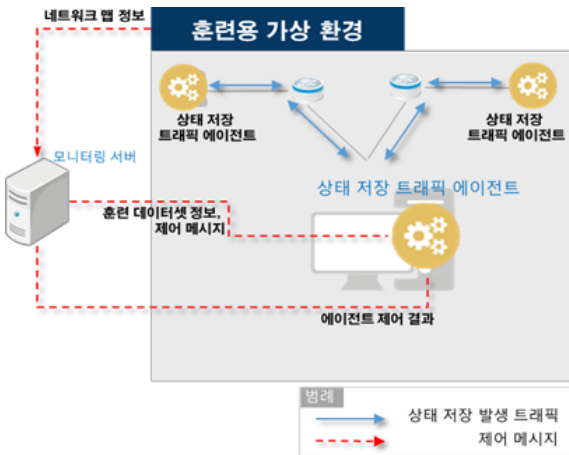 네트워크 맵 정보
훈련용 가상 환경
상태 저장
트래픽 에이전트
상태 저장
트래픽 에이전트
모니터링 서버
상태 저장 트래픽 에이전트
훈련 데이터셋 정보,
제어 메시지
에이전트 제어 결과
범례
상태 저장 발생 트래픽
제어 메시지